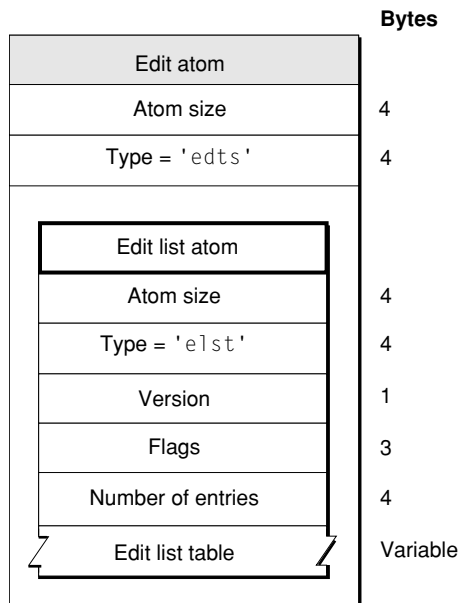 Bytes
Edit atom
Atom size 4
Type = 'edts' 4
Edit list atom
Atom size 4
Type = 'elst' 4
Version 1
Flags 3
Number of entries 4
Edit list table Variable